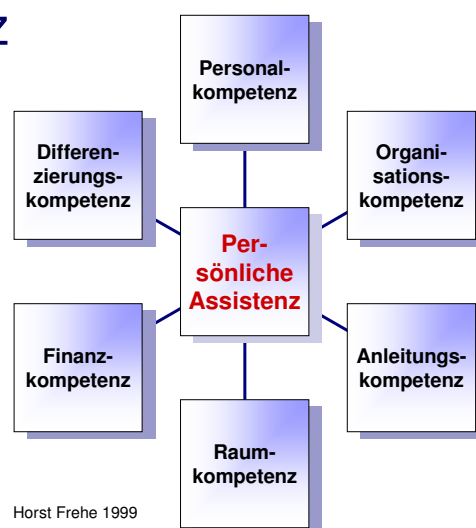 z
Personal-
kompetenz
Differen-
zierungs-
kompetenz
Organi-
sations-
kompetenz
Per-
sönliche
Assistenz
Finanz-
kompetenz
Anleitungs-
kompetenz
Raum-
kompetenz
Horst Frehe 1999